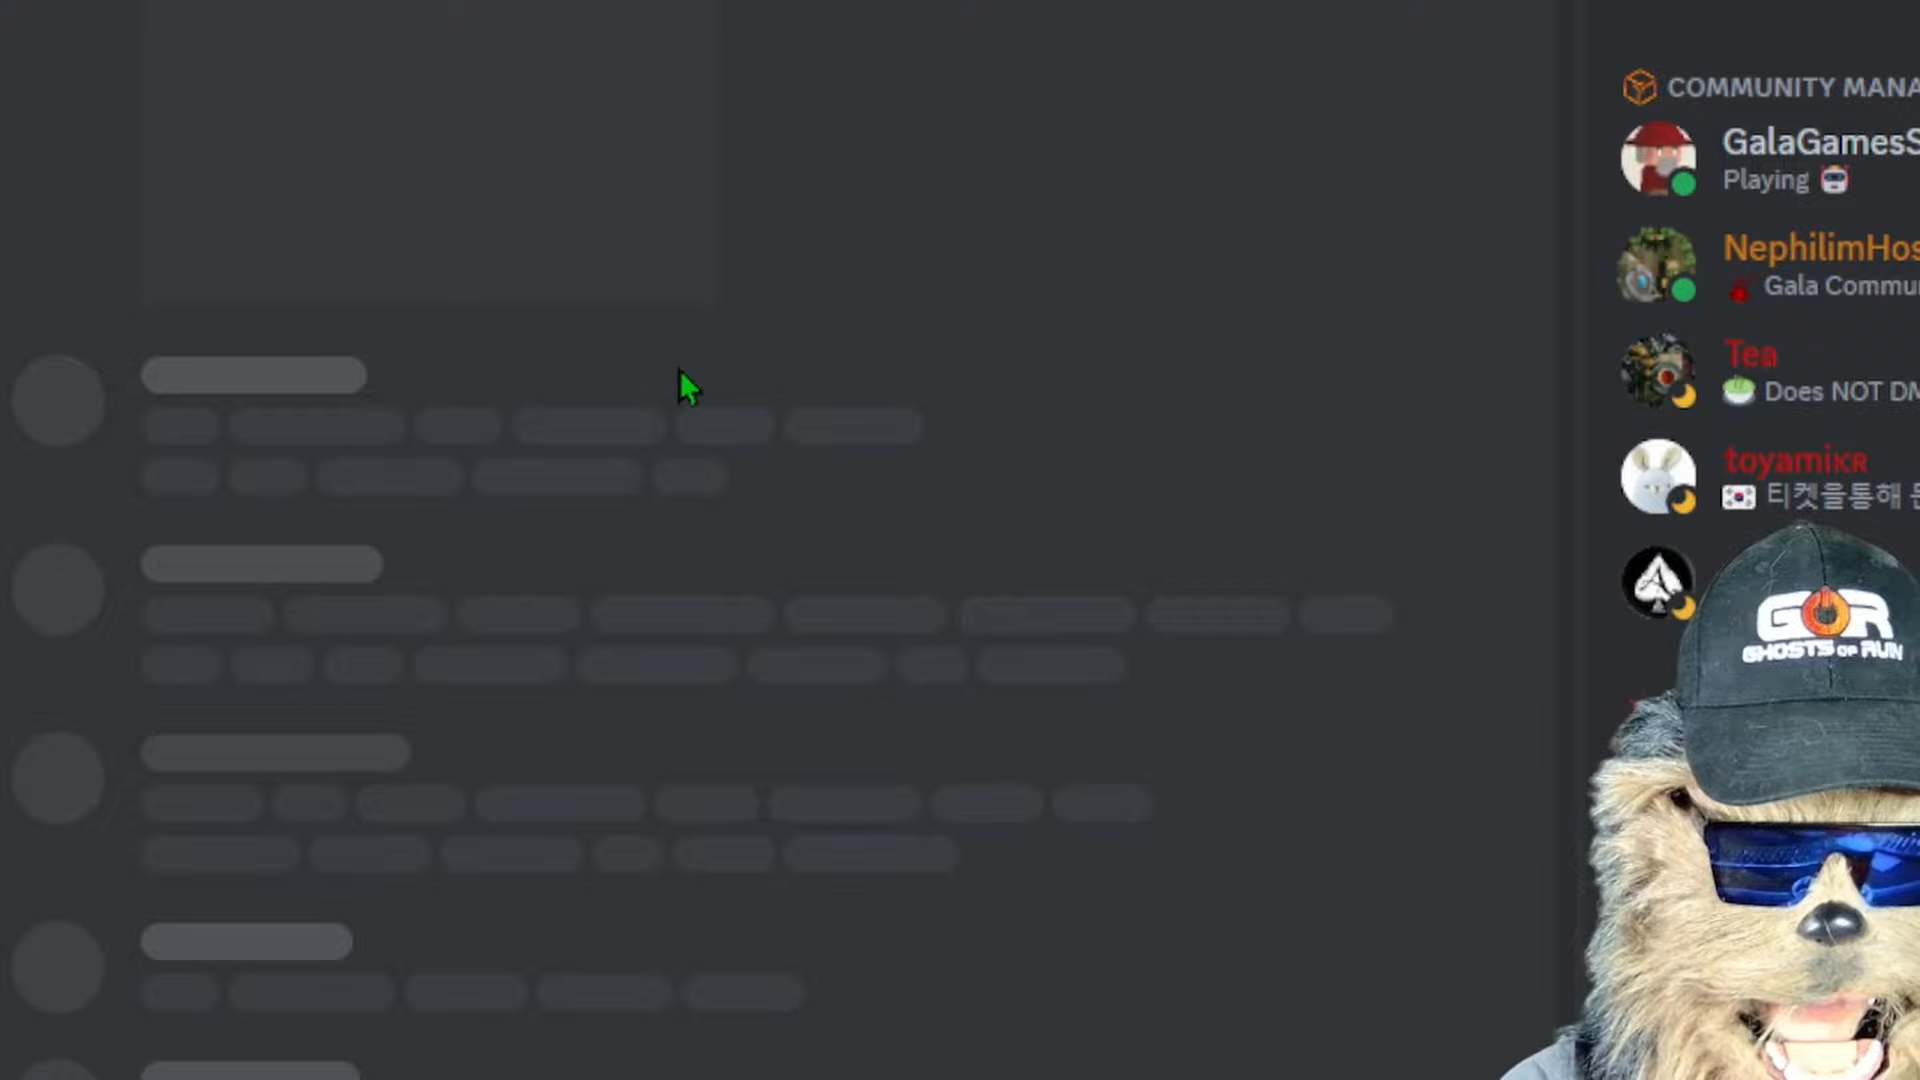 COMMUNITY MANA
GalaGamesS
Playing
NephilimHos
Gala Commu
Tea
Does NOT DM
toyamiKR
티켓을통해
GOR
GHOSTS OF RUN